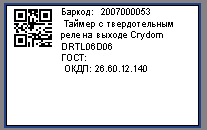 Баркод: 2007000053
Таймер с твердотельным
реле на выходе Crydom
DRTL06D06
ГОСТ:
ОКДП: 26.60.12.140